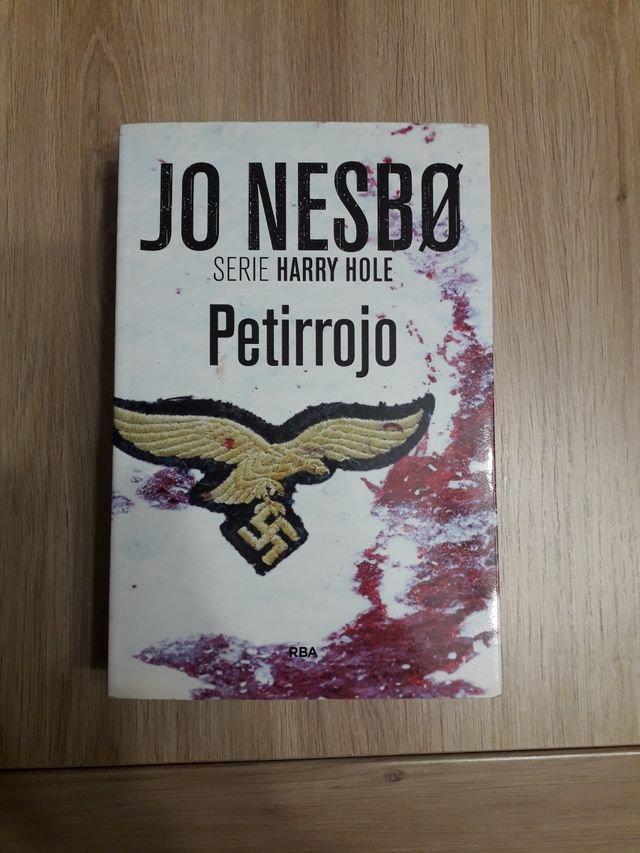 JO NESBØ
SERIE HARRY HOLE
Petirrojo
RBA